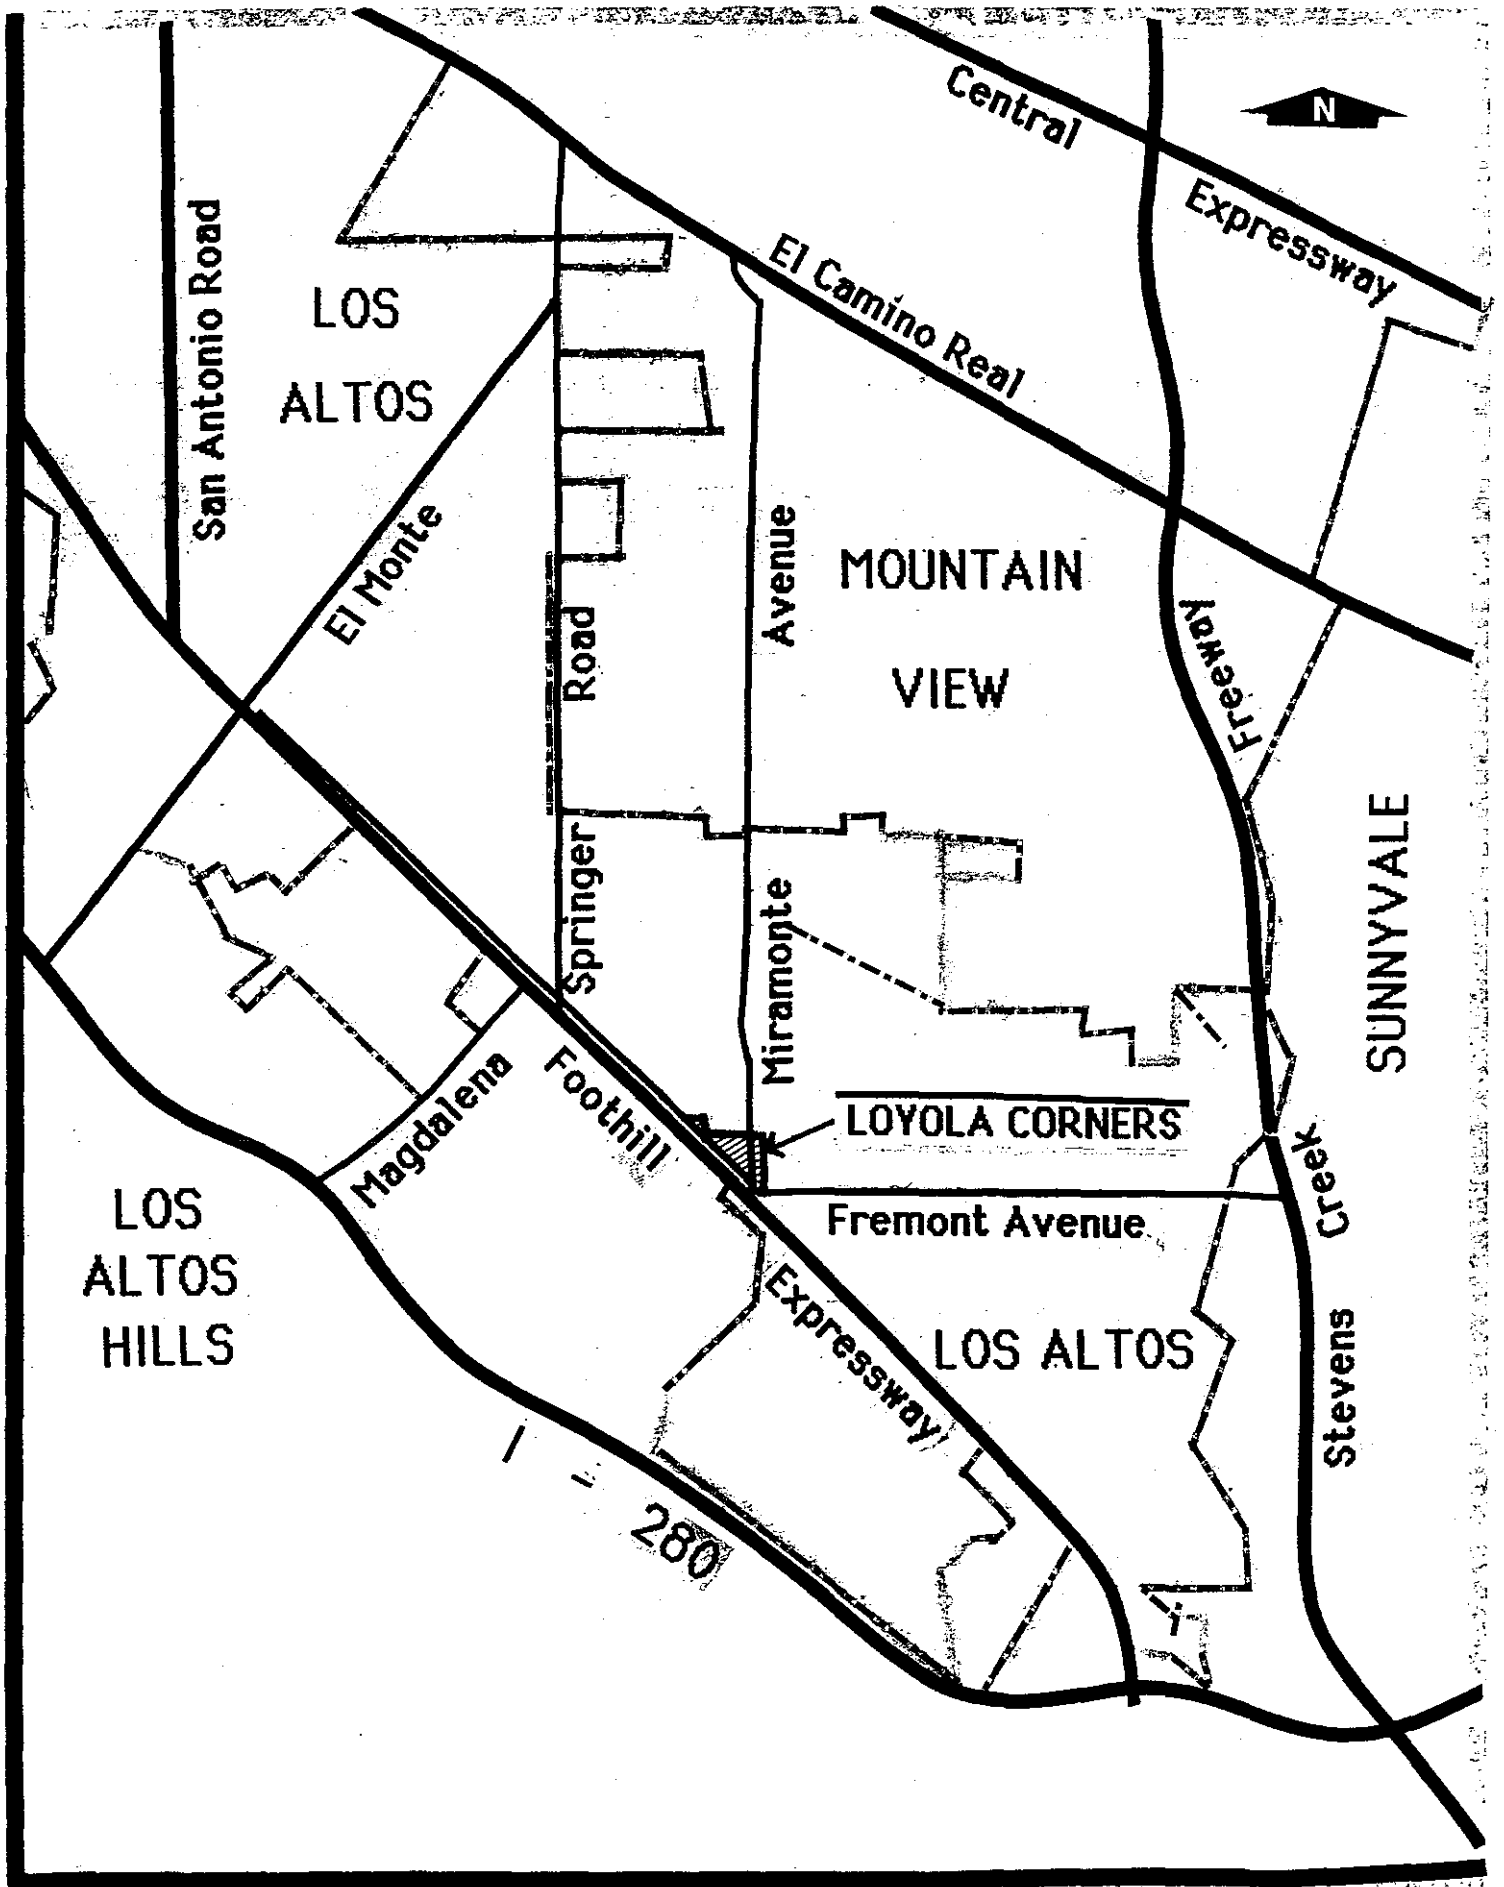 N
Central
Expressway
San Antonio Road
El Camino Real
LOS
ALTOS
El Monte
Springer Road
Miramonte Avenue
MOUNTAIN
VIEW
Stevens Creek Freeway
SUNNYVALE
Magdalena
Foothill Expressway
LOYOLA CORNERS
Fremont Avenue
LOS
ALTOS
HILLS
LOS ALTOS
I - 280